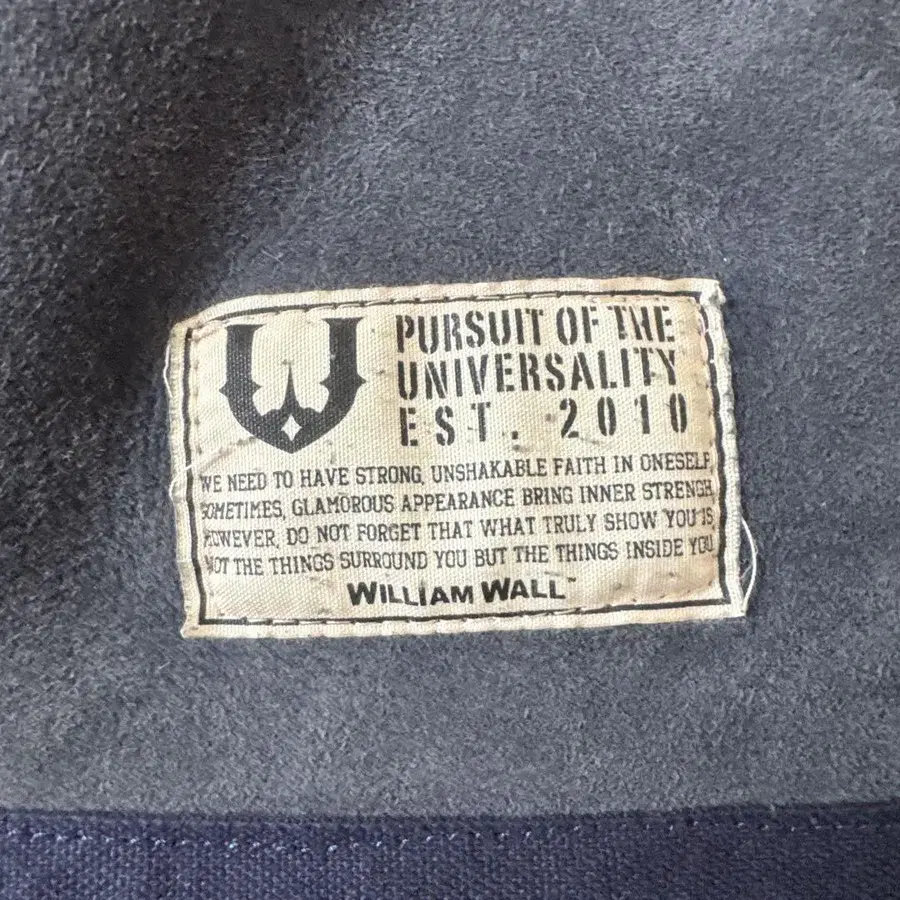 PURSUIT OF THE
UNIVERSALITY
EST. 2010
WE NEED TO HAVE STRONG, UNSHAKABLE FAITH IN ONESELF,
SOMETIMES, GLAMOROUS APPEARANCE BRING INNER STRENGH,
HOWEVER, DO NOT FORGET THAT WHAT TRULY SHOW YOU IS,
NOT THE THINGS SURROUND YOU BUT THE THINGS INSIDE YOU.
WILLIAM WALL™